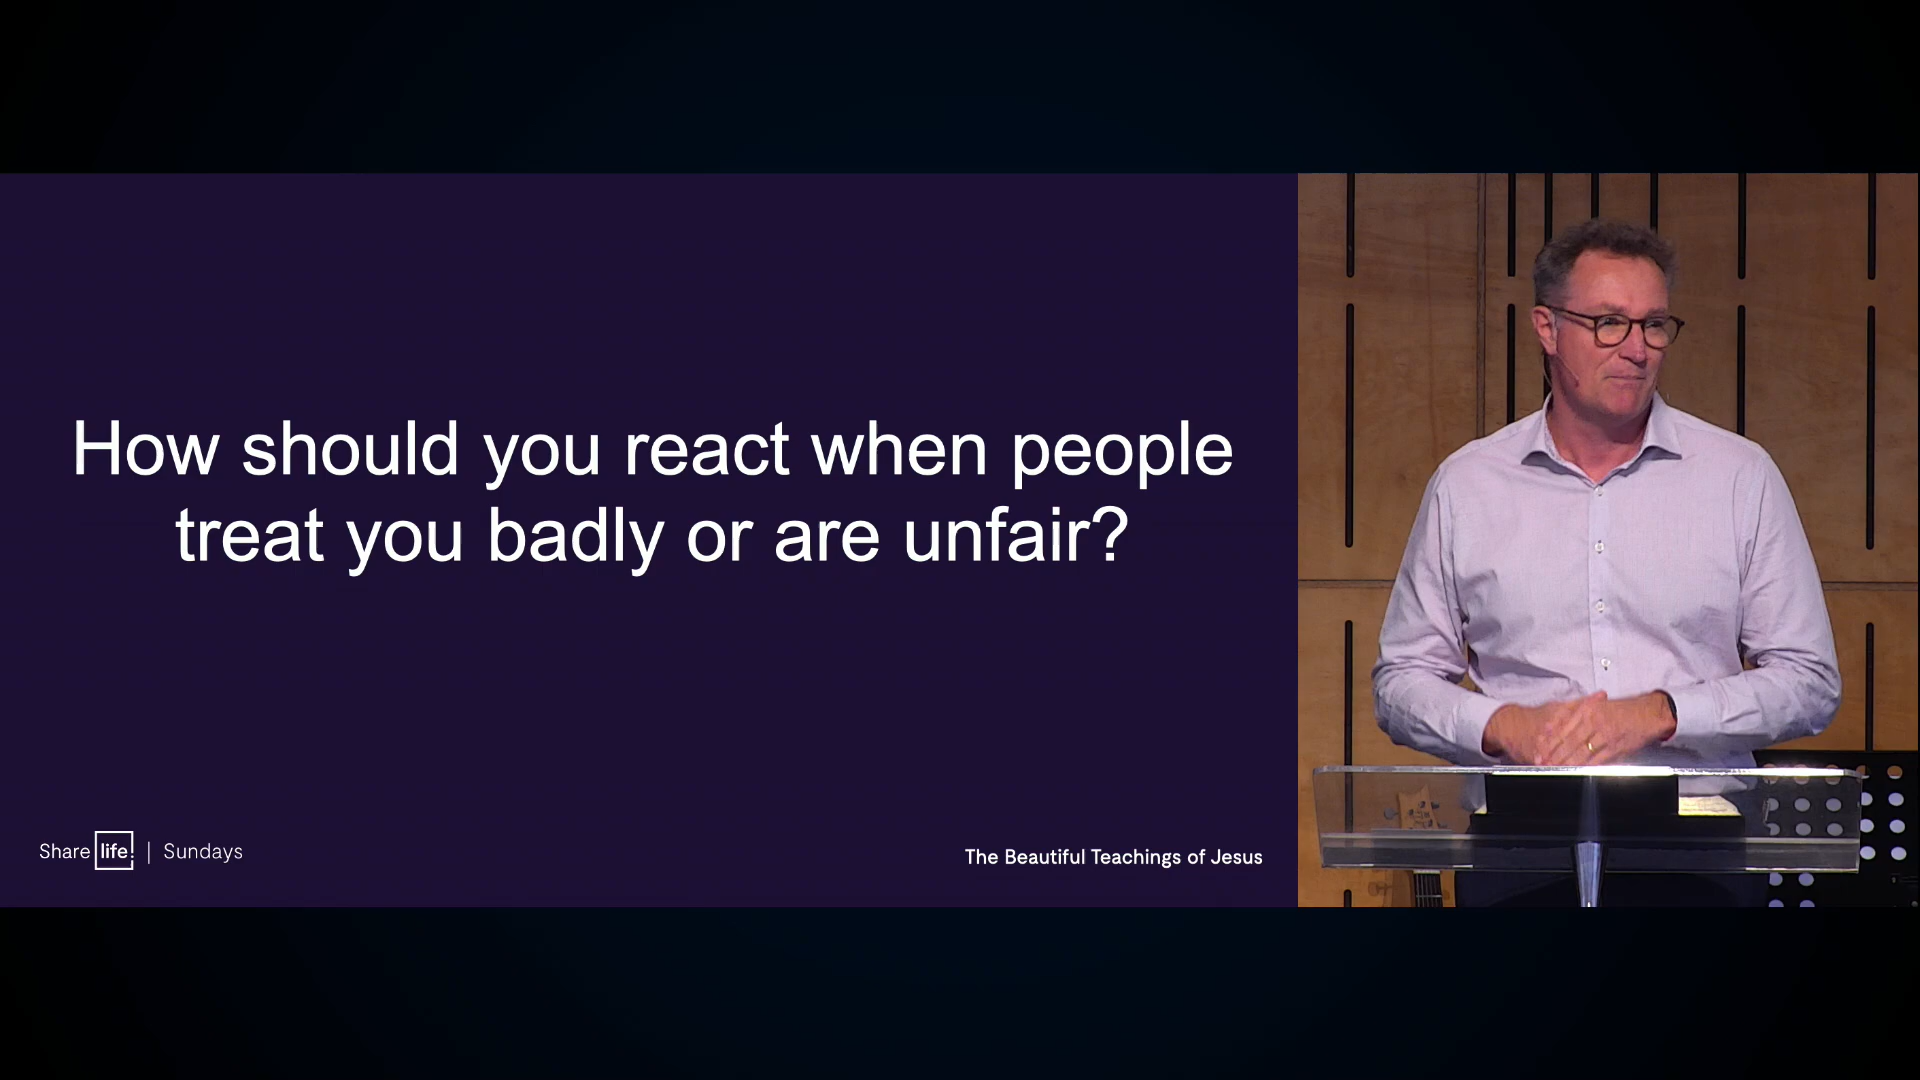 How should you react when people
treat you badly or are unfair?
Share life! | Sundays
The Beautiful Teachings of Jesus